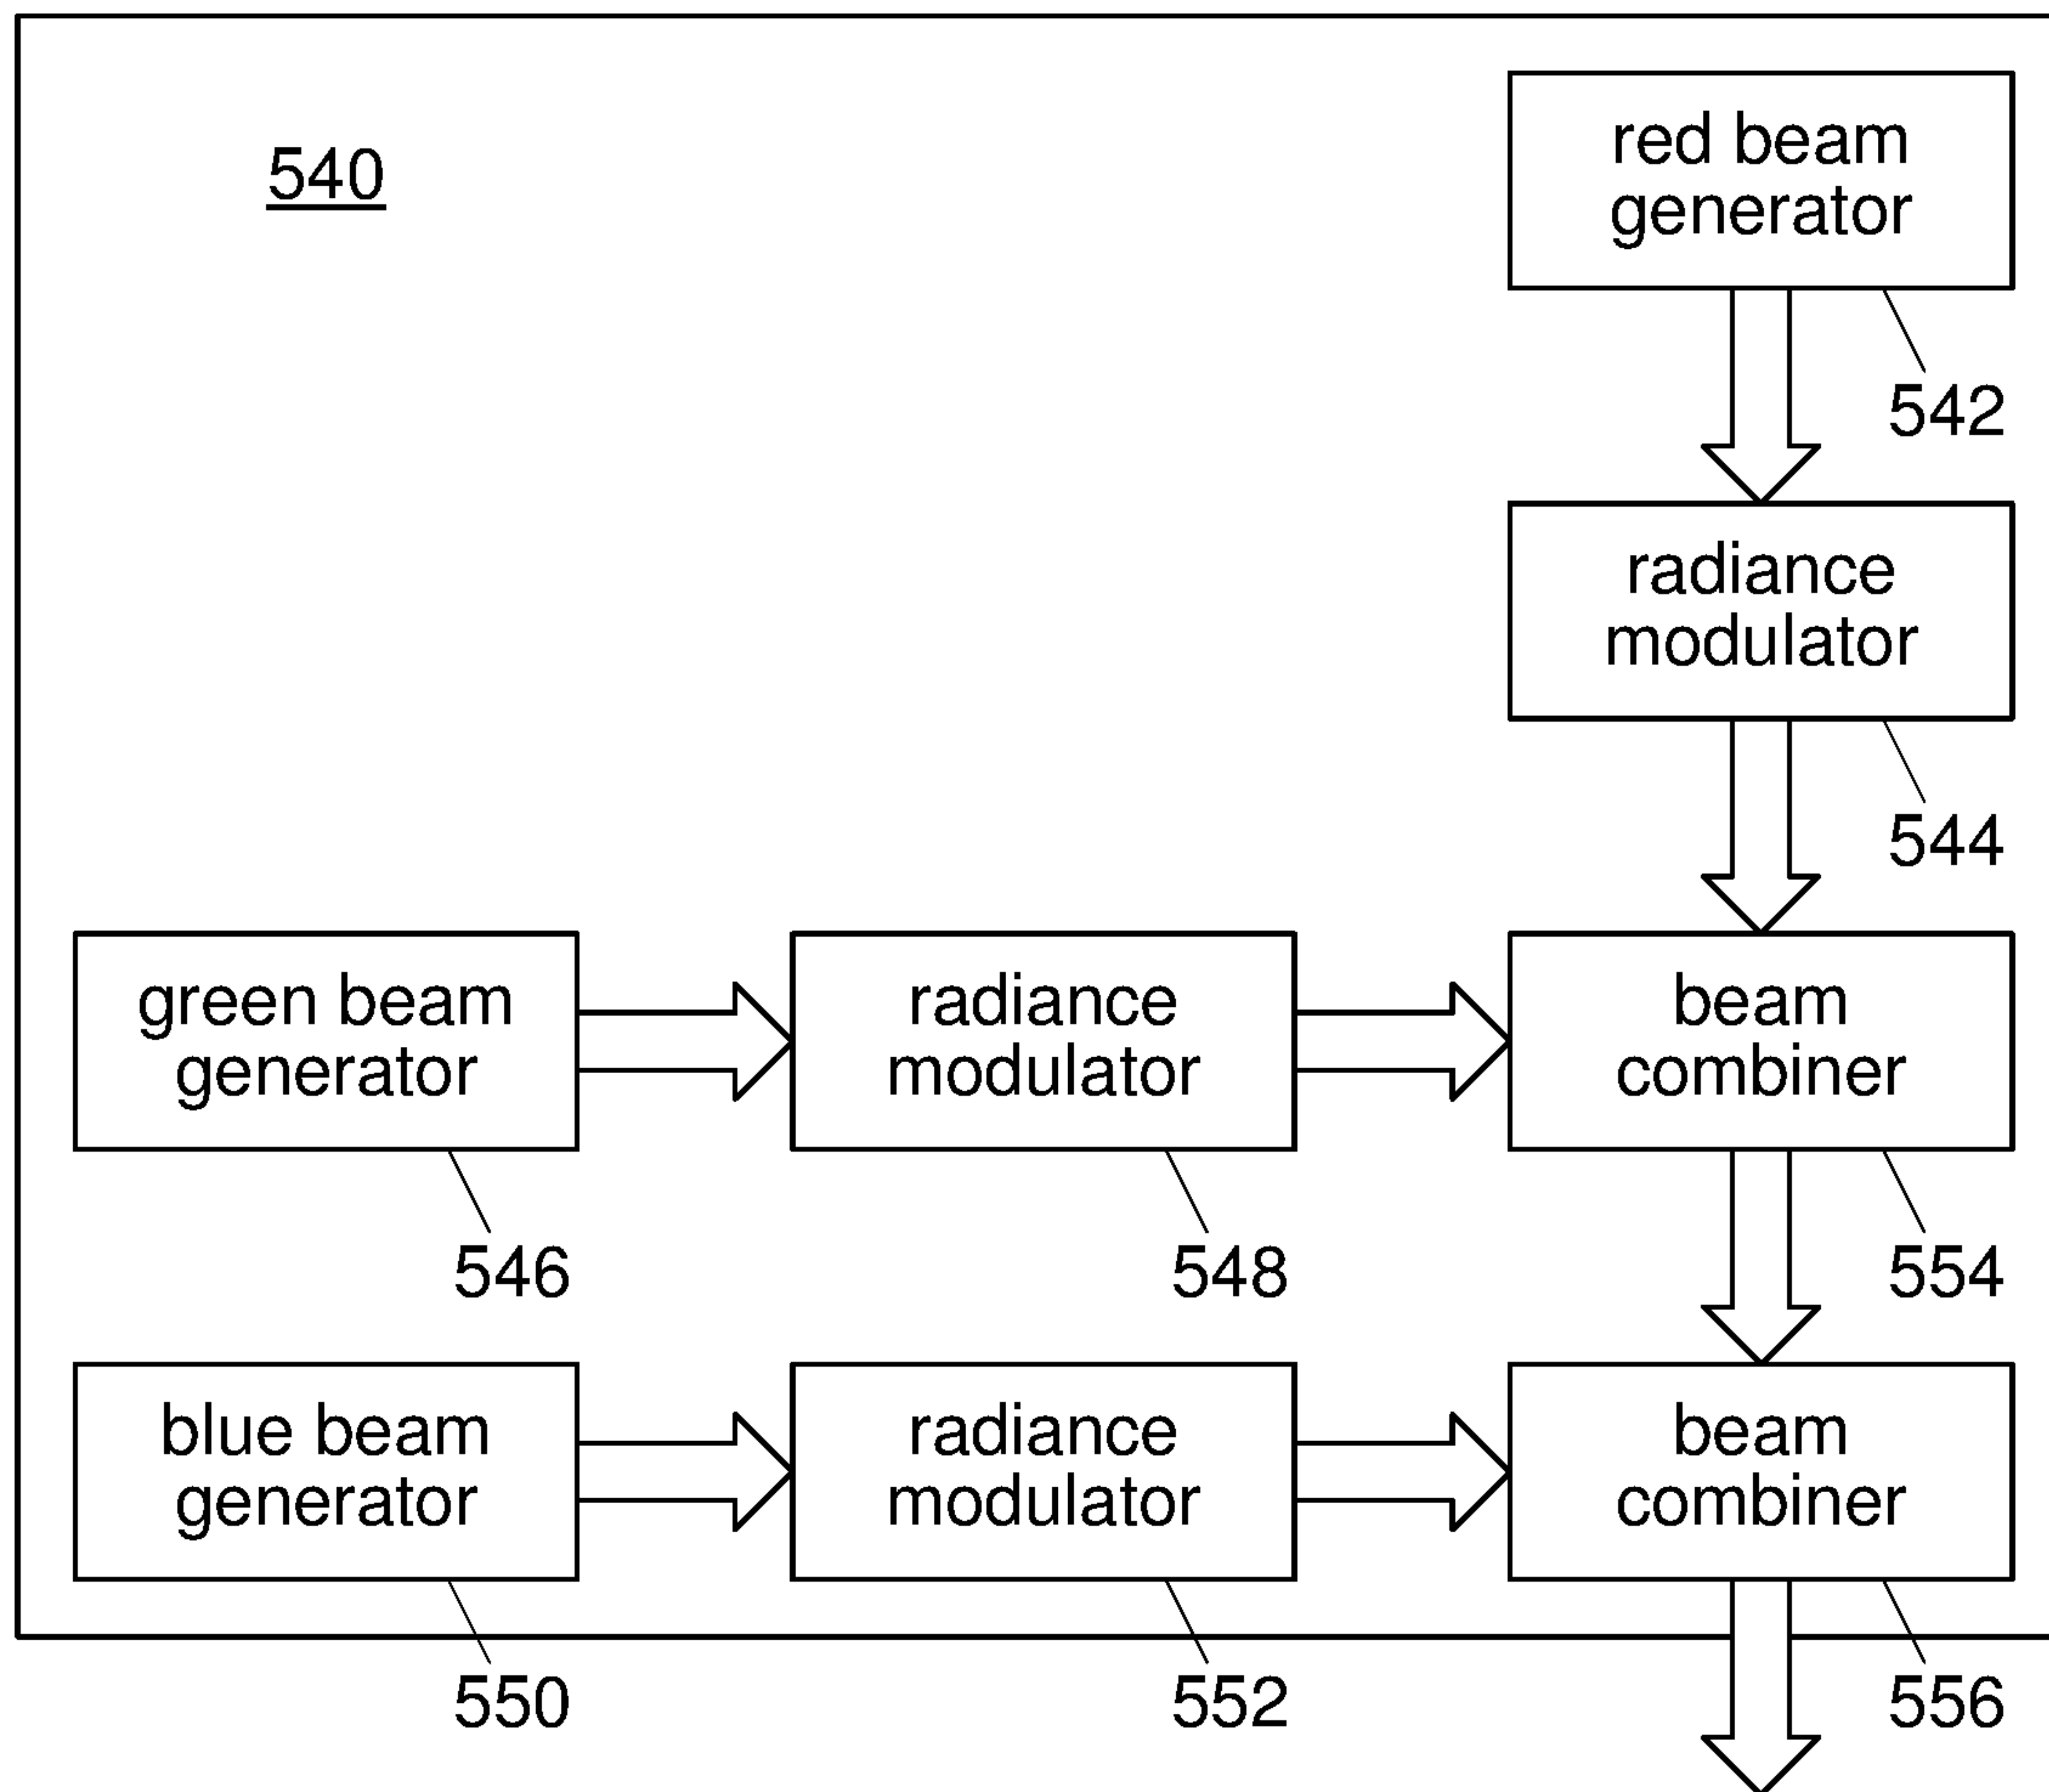 540
red beam
generator
542
radiance
modulator
544
green beam
generator
546
radiance
modulator
548
beam
combiner
554
blue beam
generator
550
radiance
modulator
552
beam
combiner
556